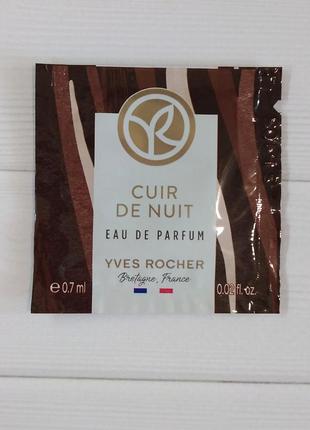 CUIR
DE NUIT
EAU DE PARFUM
YVES ROCHER
Bretagne, France
℮ 0.7 ml
0.02 fl. oz.